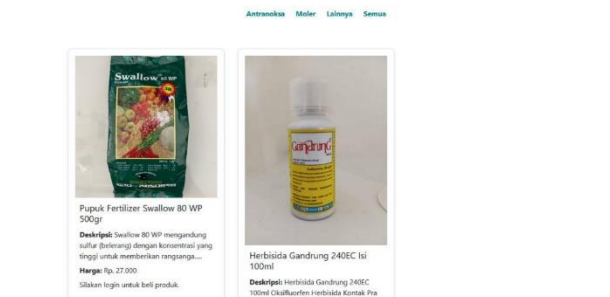 Antranoksa Moler Lainnya Semua
Swallow 80 WP
Gandrung
Pupuk Fertilizer Swallow 80 WP
500gr
Deskripsi: Swallow 80 WP mengandung
sulfur (belerang) dengan konsentrasi yang
tinggi untuk memberikan rangsanga....
Harga: Rp. 27.000
Silakan login untuk beli produk.
Herbisida Gandrung 240EC Isi
100ml
Deskripsi: Herbisida Gandrung 240EC
100ml Oksifluorfen Herbisida Kontak Pra